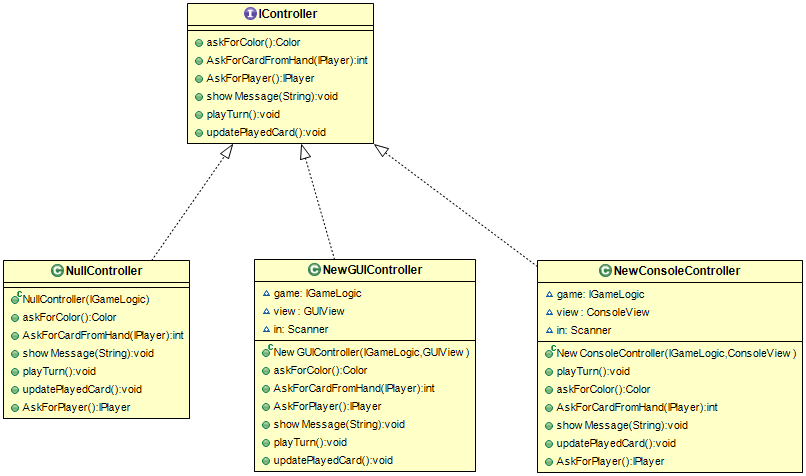 IController
askForColor():Color
AskForCardFromHand(IPlayer):int
AskForPlayer():IPlayer
show Message(String):void
playTurn():void
updatePlayedCard():void
NullController
NullController(IGameLogic)
askForColor():Color
AskForCardFromHand(IPlayer):int
show Message(String):void
playTurn():void
updatePlayedCard():void
AskForPlayer():IPlayer
NewGUIController
game: IGameLogic
view : GUIView
in: Scanner
New GUIController(IGameLogic,GUIView )
askForColor():Color
AskForCardFromHand(IPlayer):int
AskForPlayer():IPlayer
show Message(String):void
playTurn():void
updatePlayedCard():void
NewConsoleController
game: IGameLogic
view : ConsoleView
in: Scanner
New ConsoleController(IGameLogic,ConsoleView )
playTurn():void
askForColor():Color
AskForCardFromHand(IPlayer):int
show Message(String):void
updatePlayedCard():void
AskForPlayer():IPlayer